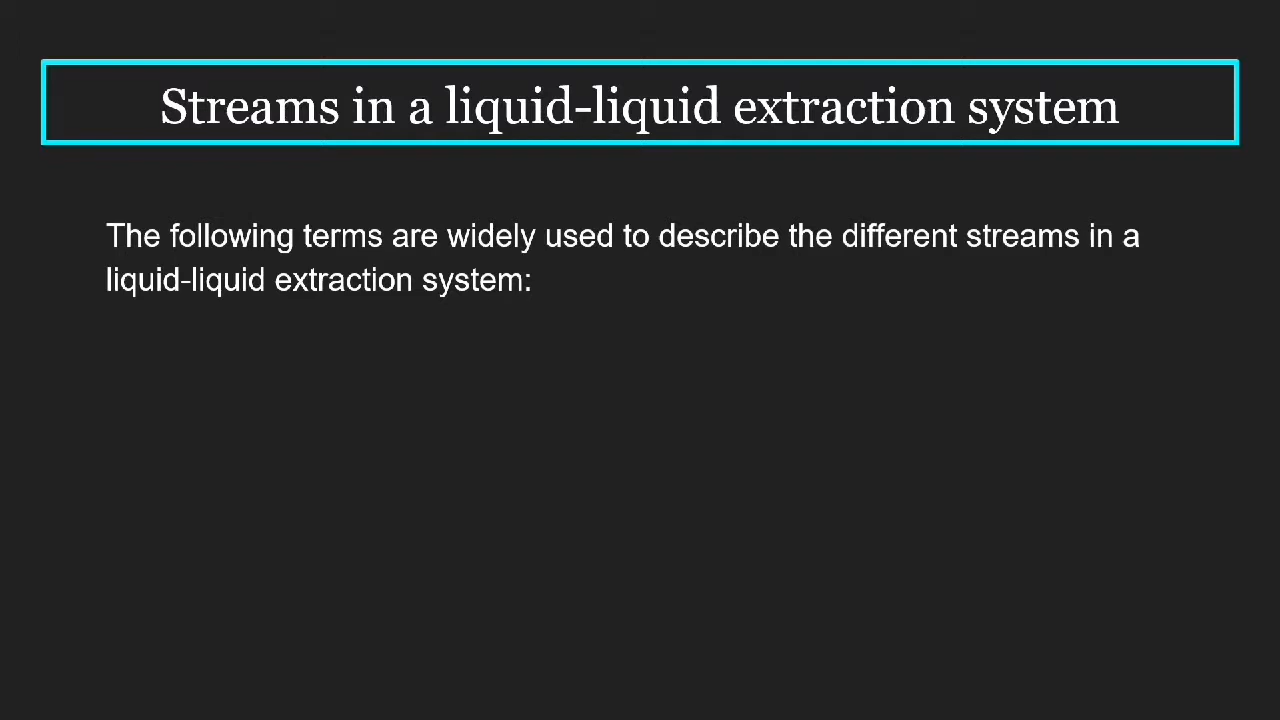 Streams in a liquid-liquid extraction system
The following terms are widely used to describe the different streams in a
liquid-liquid extraction system: